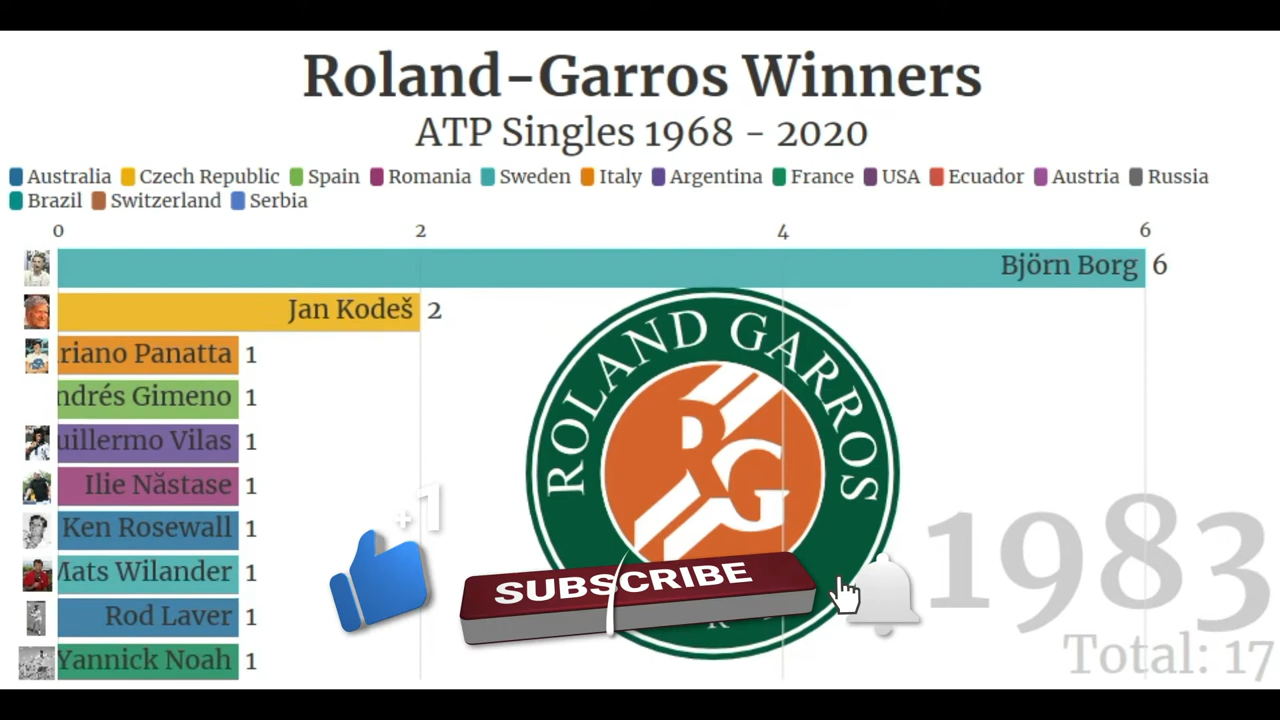 Roland-Garros Winners
ATP Singles 1968 - 2020
Australia Czech Republic Spain Romania Sweden Italy Argentina France USA Ecuador Austria Russia
Brazil Switzerland Serbia
0 2 4 6
Björn Borg 6
Jan Kodeš 2
riano Panatta 1
ndrés Gimeno 1
uillermo Vilas 1
Ilie Năstase 1
Ken Rosewall 1
Mats Wilander 1
Rod Laver 1
Yannick Noah 1
ROLAND GARROS
RG
+1
SUBSCRIBE
1983
Total: 17